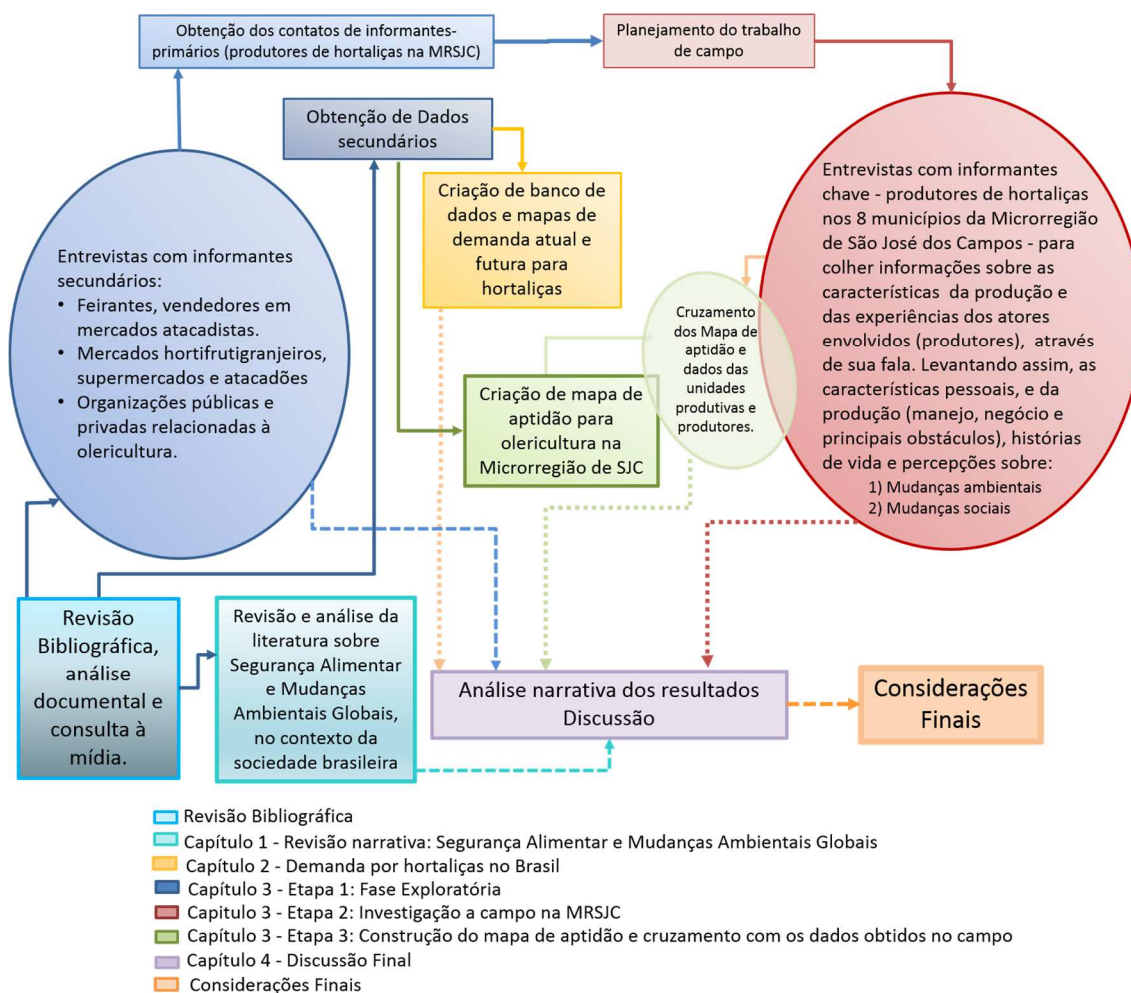 Obtenção dos contatos de informantes-
primários (produtores de hortaliças na MRSJC)
Planejamento do trabalho
de campo
Obtenção de Dados
secundários
Criação de banco de
dados e mapas de
demanda atual e
futura para
hortaliças
Entrevistas com informantes
secundários:
• Feirantes, vendedores em
mercados atacadistas.
• Mercados hortifrutigranjeiros,
supermercados e atacadões
• Organizações públicas e
privadas relacionadas à
olericultura.
Criação de mapa de
aptidão para
olericultura na
Microrregião de SJC
Cruzamento
dos Mapa de
aptidão e
dados das
unidades
produtivas e
produtores.
Entrevistas com informantes
chave - produtores de hortaliças
nos 8 municípios da Microrregião
de São José dos Campos - para
colher informações sobre as
características da produção e
das experiências dos atores
envolvidos (produtores), através
de sua fala. Levantando assim, as
características pessoais, e da
produção (manejo, negócio e
principais obstáculos), histórias
de vida e percepções sobre:
1) Mudanças ambientais
2) Mudanças sociais
Revisão
Bibliográfica,
análise
documental e
consulta à
mídia.
Revisão e análise da
literatura sobre
Segurança Alimentar
e Mudanças
Ambientais Globais,
no contexto da
sociedade brasileira
Análise narrativa dos resultados
Discussão
Considerações
Finais
Revisão Bibliográfica
Capítulo 1 - Revisão narrativa: Segurança Alimentar e Mudanças Ambientais Globais
Capítulo 2 - Demanda por hortaliças no Brasil
Capítulo 3 - Etapa 1: Fase Exploratória
Capitulo 3 - Etapa 2: Investigação a campo na MRSJC
Capítulo 3 - Etapa 3: Construção do mapa de aptidão e cruzamento com os dados obtidos no campo
Capítulo 4 - Discussão Final
Considerações Finais